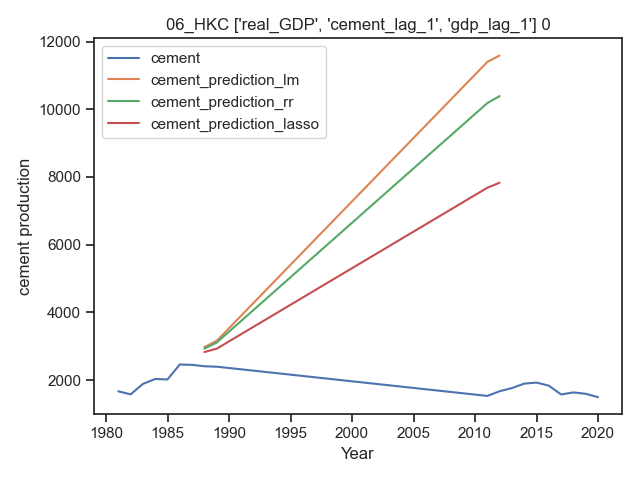 06_HKC ['real_GDP', 'cement_lag_1', 'gdp_lag_1'] 0
cement
cement_prediction_lm
cement_prediction_rr
cement_prediction_lasso
12000
10000
8000
6000
4000
2000
cement production
1980 1985 1990 1995 2000 2005 2010 2015 2020
Year